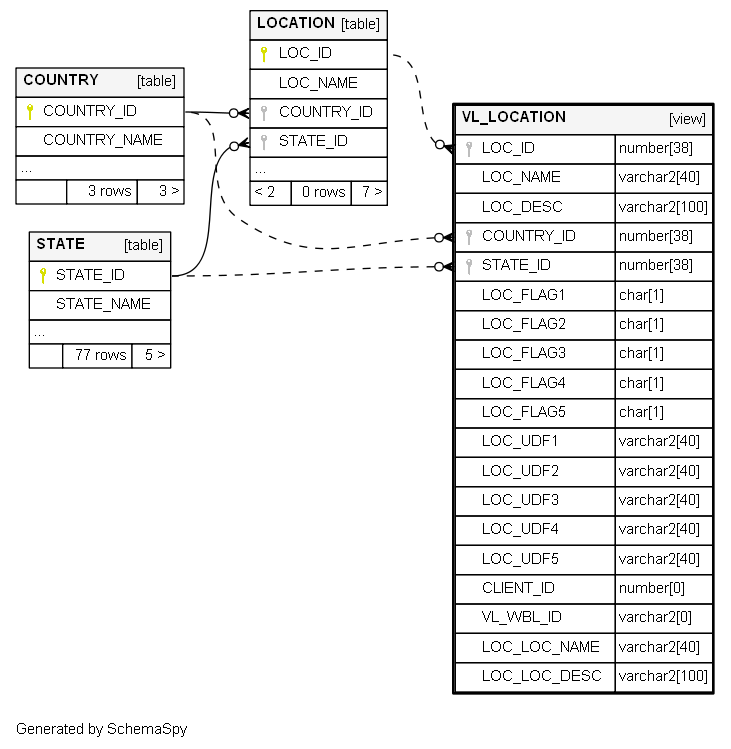 LOCATION [table]
LOC_ID
LOC_NAME
COUNTRY_ID
STATE_ID
...
< 2 0 rows 7 >
COUNTRY [table]
COUNTRY_ID
COUNTRY_NAME
...
3 rows 3 >
STATE [table]
STATE_ID
STATE_NAME
...
77 rows 5 >
VL_LOCATION [view]
LOC_ID number[38]
LOC_NAME varchar2[40]
LOC_DESC varchar2[100]
COUNTRY_ID number[38]
STATE_ID number[38]
LOC_FLAG1 char[1]
LOC_FLAG2 char[1]
LOC_FLAG3 char[1]
LOC_FLAG4 char[1]
LOC_FLAG5 char[1]
LOC_UDF1 varchar2[40]
LOC_UDF2 varchar2[40]
LOC_UDF3 varchar2[40]
LOC_UDF4 varchar2[40]
LOC_UDF5 varchar2[40]
CLIENT_ID number[0]
VL_WBL_ID varchar2[0]
LOC_LOC_NAME varchar2[40]
LOC_LOC_DESC varchar2[100]
Generated by SchemaSpy